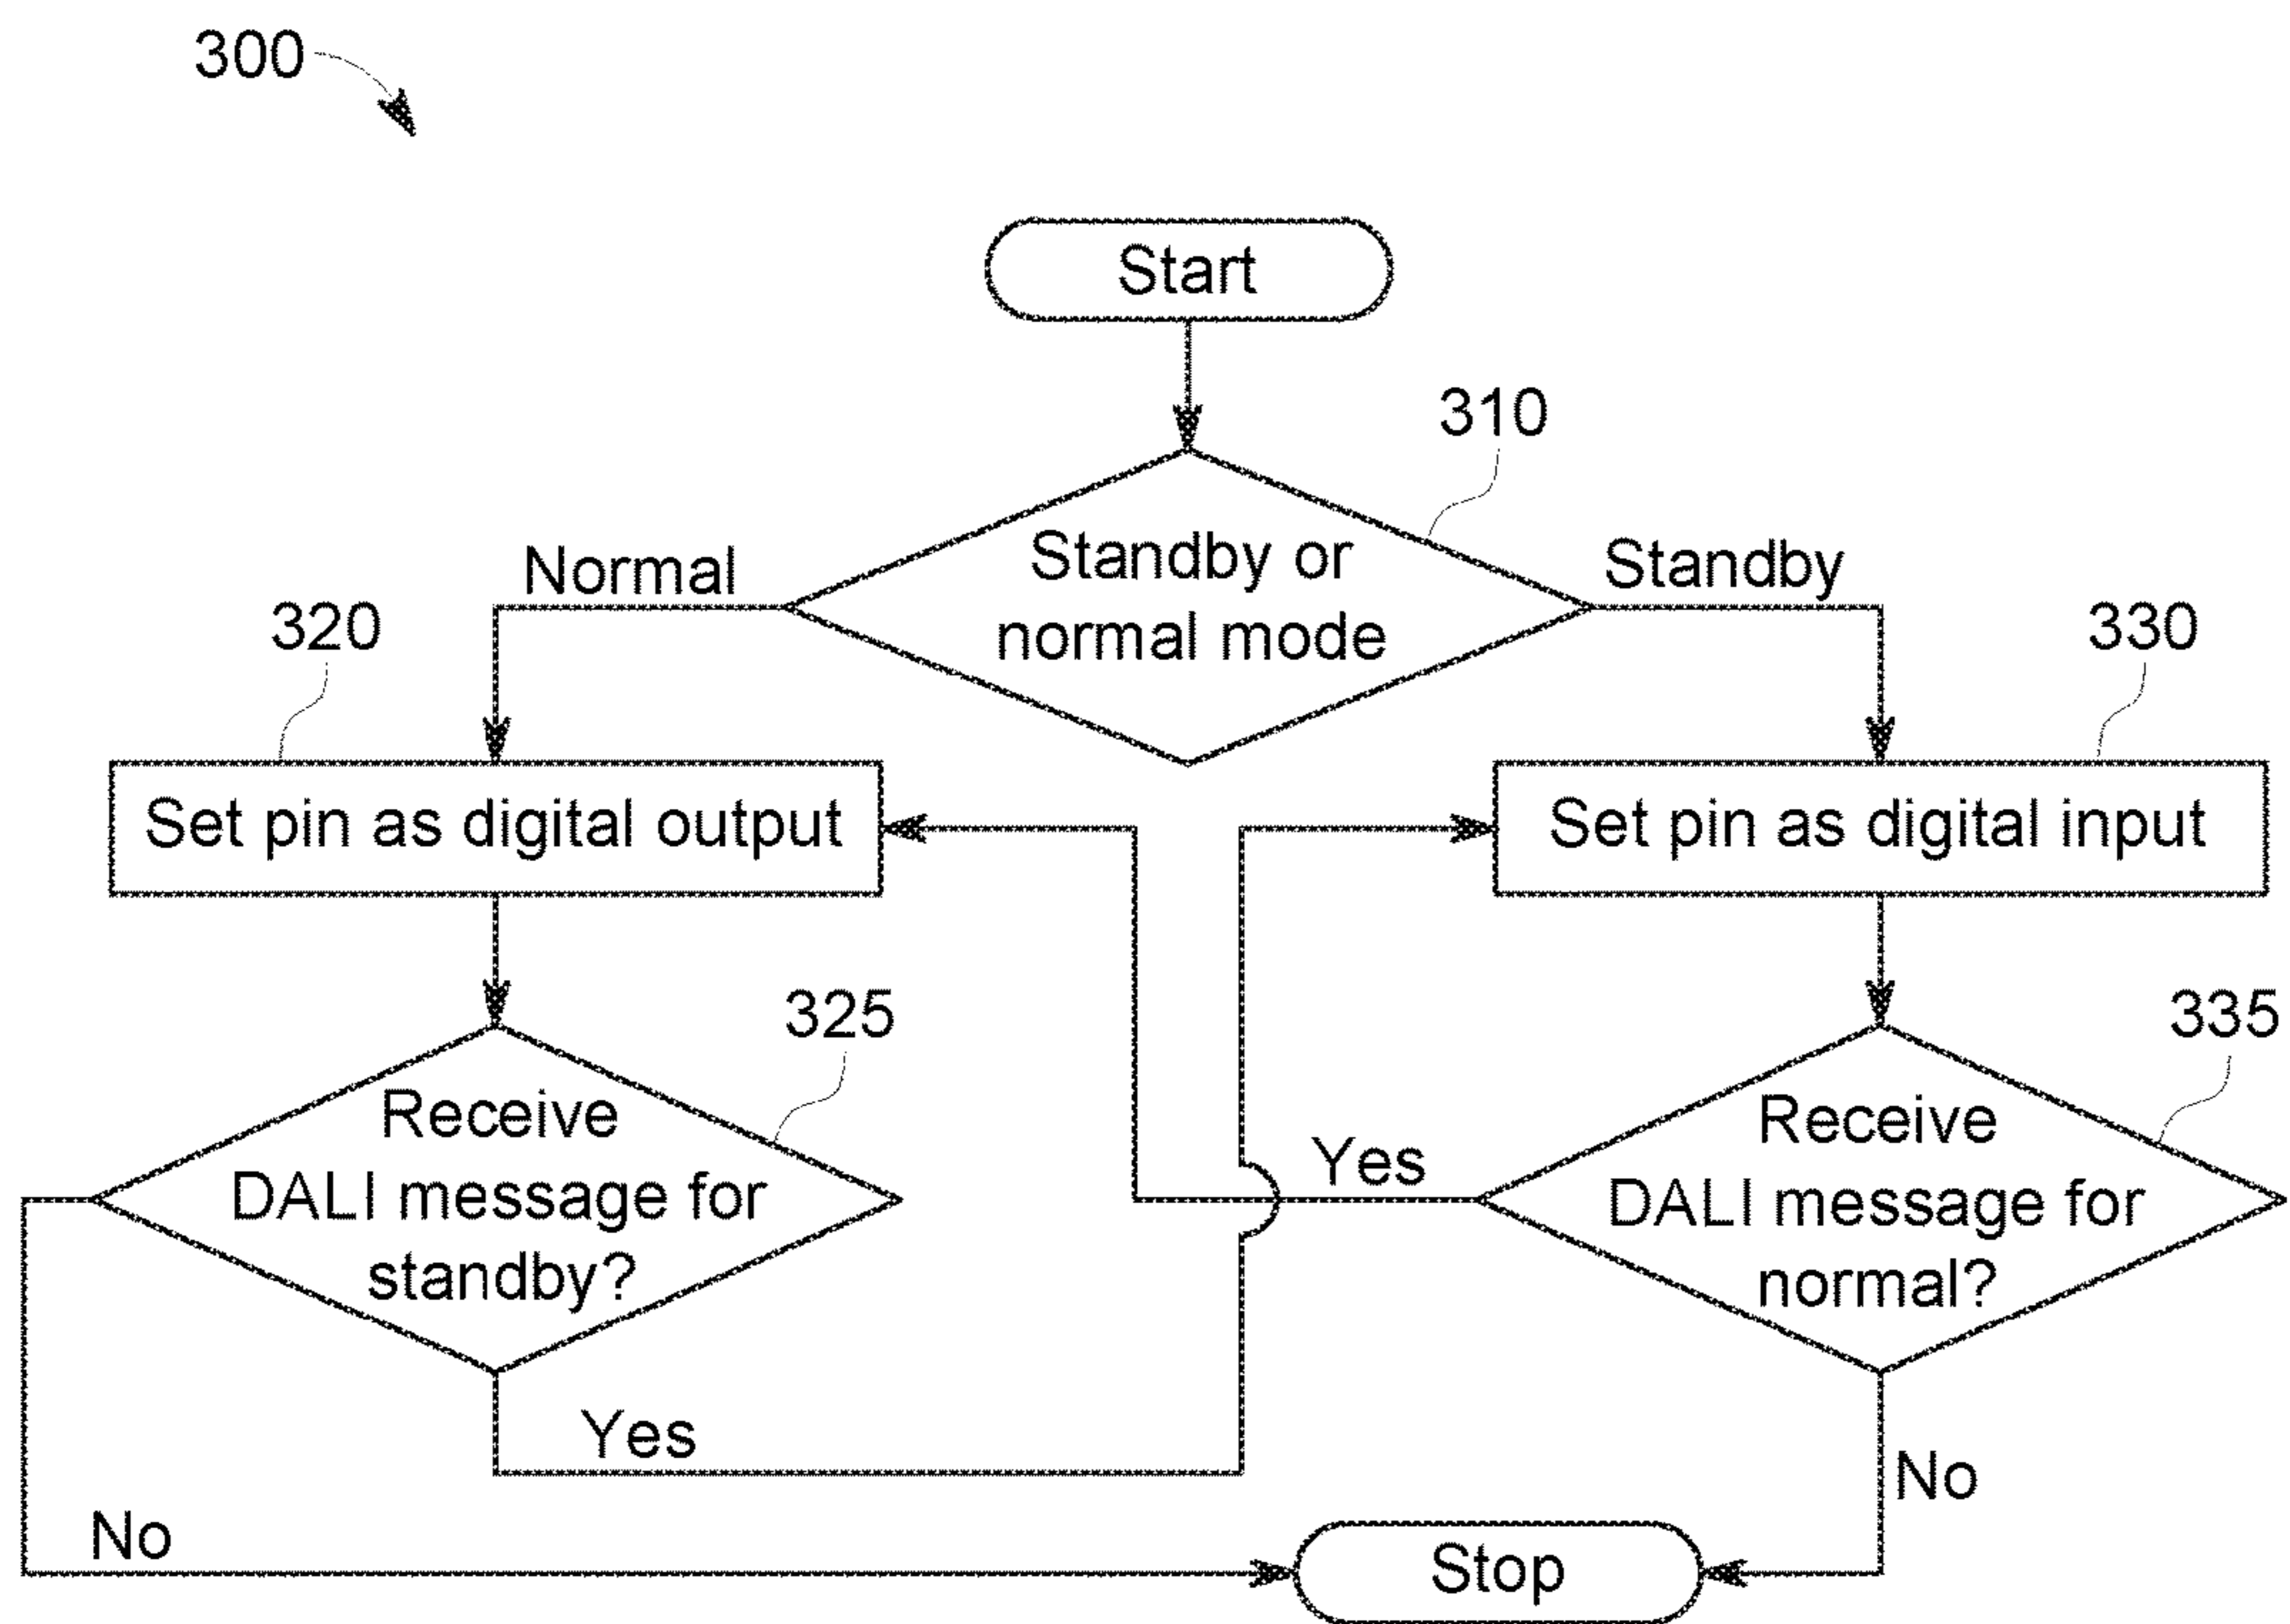 300
Start
310
Standby or
normal mode
Normal
Standby
320
330
Set pin as digital output
Set pin as digital input
325
335
Receive
DALI message for
standby?
Receive
DALI message for
normal?
Yes
Yes
No
No
Stop